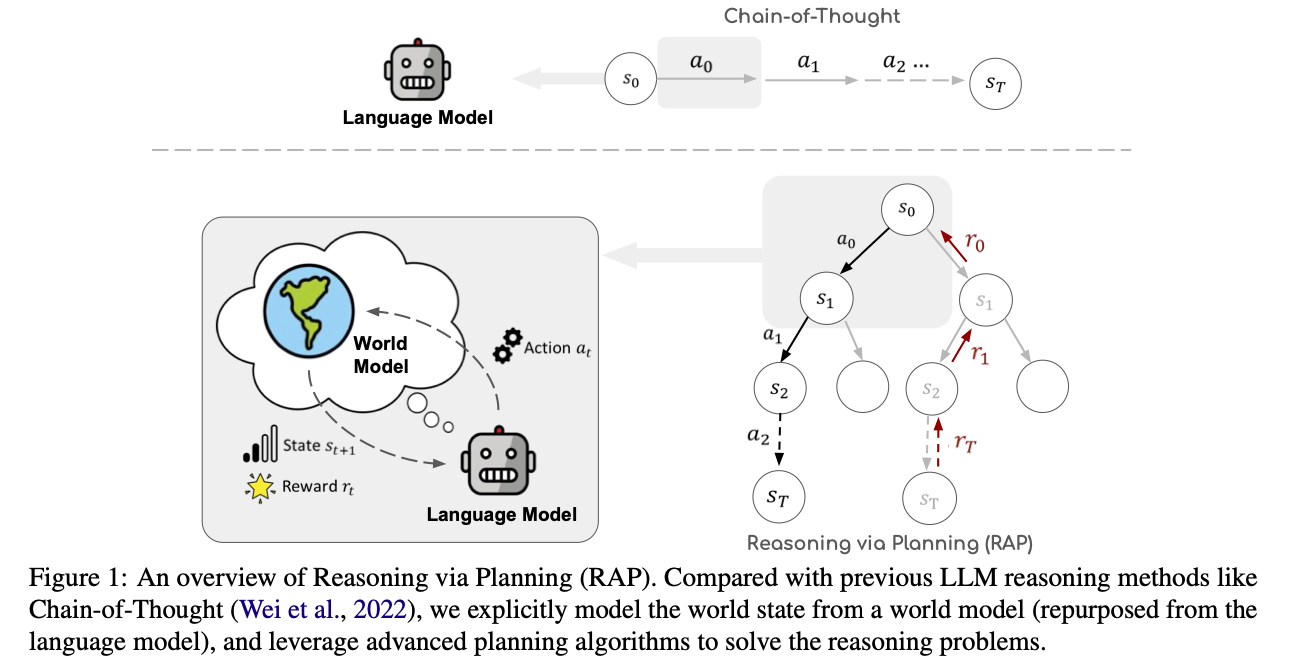 Chain-of-Thought
s₀ a₀ a₁ a₂ ... s_T
Language Model
s₀
a₀ r₀
s₁ s₁
a₁ r₁
s₂ s₂
a₂ r_T
s_T s_T
Reasoning via Planning (RAP)
World
Model
Action aₜ
State sₜ₊₁
Reward rₜ
Language Model
Figure 1: An overview of Reasoning via Planning (RAP). Compared with previous LLM reasoning methods like
Chain-of-Thought (Wei et al., 2022), we explicitly model the world state from a world model (repurposed from the
language model), and leverage advanced planning algorithms to solve the reasoning problems.